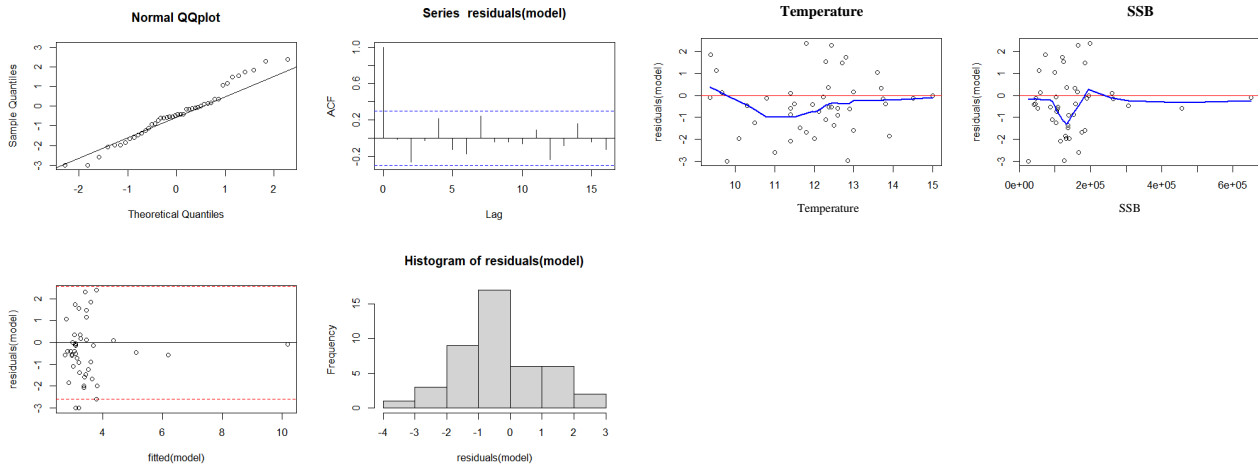 Normal QQplot
Sample Quantiles
3
2
1
0
-1
-2
-3
-2
-1
0
1
2
Theoretical Quantiles
Series residuals(model)
ACF
1.0
0.6
0.2
-0.2
0
5
10
15
Lag
Temperature
residuals(model)
2
1
0
-1
-2
-3
10
11
12
13
14
15
Temperature
SSB
residuals(model)
2
1
0
-1
-2
-3
0e+00
2e+05
4e+05
6e+05
SSB
residuals(model)
2
1
0
-1
-2
-3
4
6
8
10
fitted(model)
Histogram of residuals(model)
Frequency
15
10
5
0
-4
-3
-2
-1
0
1
2
3
residuals(model)